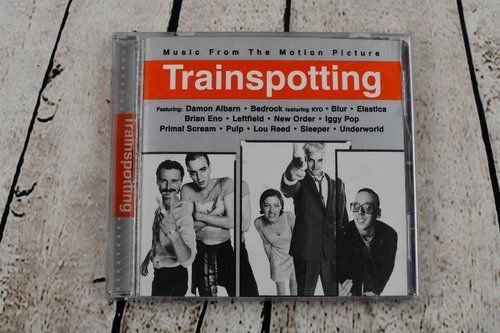 Music From The Motion Picture
Trainspotting
Featuring: Damon Albarn • Bedrock featuring KYO • Blur • Elastica
Brian Eno • Leftfield • New Order • Iggy Pop
Primal Scream • Pulp • Lou Reed • Sleeper • Underworld
Trainspotting